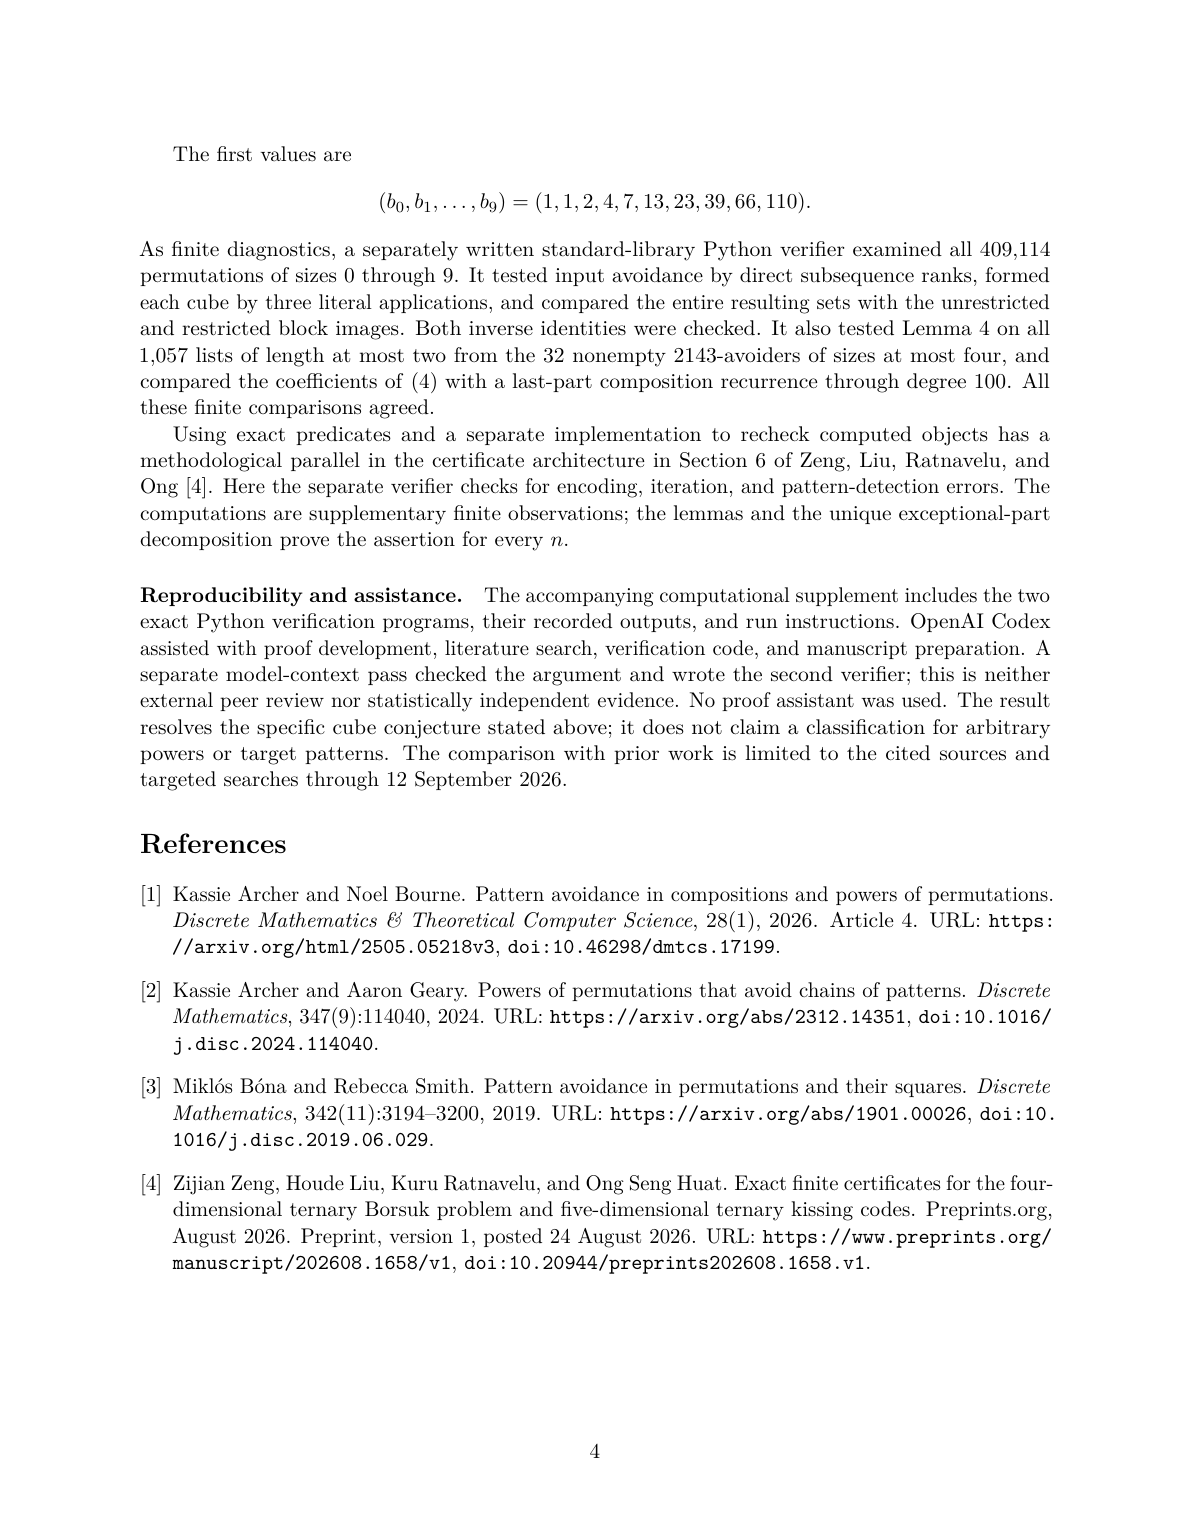 The first values are
(b0, b1, . . . , b9) = (1, 1, 2, 4, 7, 13, 23, 39, 66, 110).
As finite diagnostics, a separately written standard-library Python verifier examined all 409,114
permutations of sizes 0 through 9. It tested input avoidance by direct subsequence ranks, formed
each cube by three literal applications, and compared the entire resulting sets with the unrestricted
and restricted block images. Both inverse identities were checked. It also tested Lemma 4 on all
1,057 lists of length at most two from the 32 nonempty 2143-avoiders of sizes at most four, and
compared the coefficients of (4) with a last-part composition recurrence through degree 100. All
these finite comparisons agreed.
Using exact predicates and a separate implementation to recheck computed objects has a
methodological parallel in the certificate architecture in Section 6 of Zeng, Liu, Ratnavelu, and
Ong [4]. Here the separate verifier checks for encoding, iteration, and pattern-detection errors. The
computations are supplementary finite observations; the lemmas and the unique exceptional-part
decomposition prove the assertion for every n.
Reproducibility and assistance. The accompanying computational supplement includes the two
exact Python verification programs, their recorded outputs, and run instructions. OpenAI Codex
assisted with proof development, literature search, verification code, and manuscript preparation. A
separate model-context pass checked the argument and wrote the second verifier; this is neither
external peer review nor statistically independent evidence. No proof assistant was used. The result
resolves the specific cube conjecture stated above; it does not claim a classification for arbitrary
powers or target patterns. The comparison with prior work is limited to the cited sources and
targeted searches through 12 September 2026.
References
[1] Kassie Archer and Noel Bourne. Pattern avoidance in compositions and powers of permutations.
Discrete Mathematics & Theoretical Computer Science, 28(1), 2026. Article 4. URL: https:
//arxiv.org/html/2505.05218v3, doi:10.46298/dmtcs.17199.
[2] Kassie Archer and Aaron Geary. Powers of permutations that avoid chains of patterns. Discrete
Mathematics, 347(9):114040, 2024. URL: https://arxiv.org/abs/2312.14351, doi:10.1016/
j.disc.2024.114040.
[3] Miklós Bóna and Rebecca Smith. Pattern avoidance in permutations and their squares. Discrete
Mathematics, 342(11):3194–3200, 2019. URL: https://arxiv.org/abs/1901.00026, doi:10.
1016/j.disc.2019.06.029.
[4] Zijian Zeng, Houde Liu, Kuru Ratnavelu, and Ong Seng Huat. Exact finite certificates for the four-
dimensional ternary Borsuk problem and five-dimensional ternary kissing codes. Preprints.org,
August 2026. Preprint, version 1, posted 24 August 2026. URL: https://www.preprints.org/
manuscript/202608.1658/v1, doi:10.20944/preprints202608.1658.v1.
4